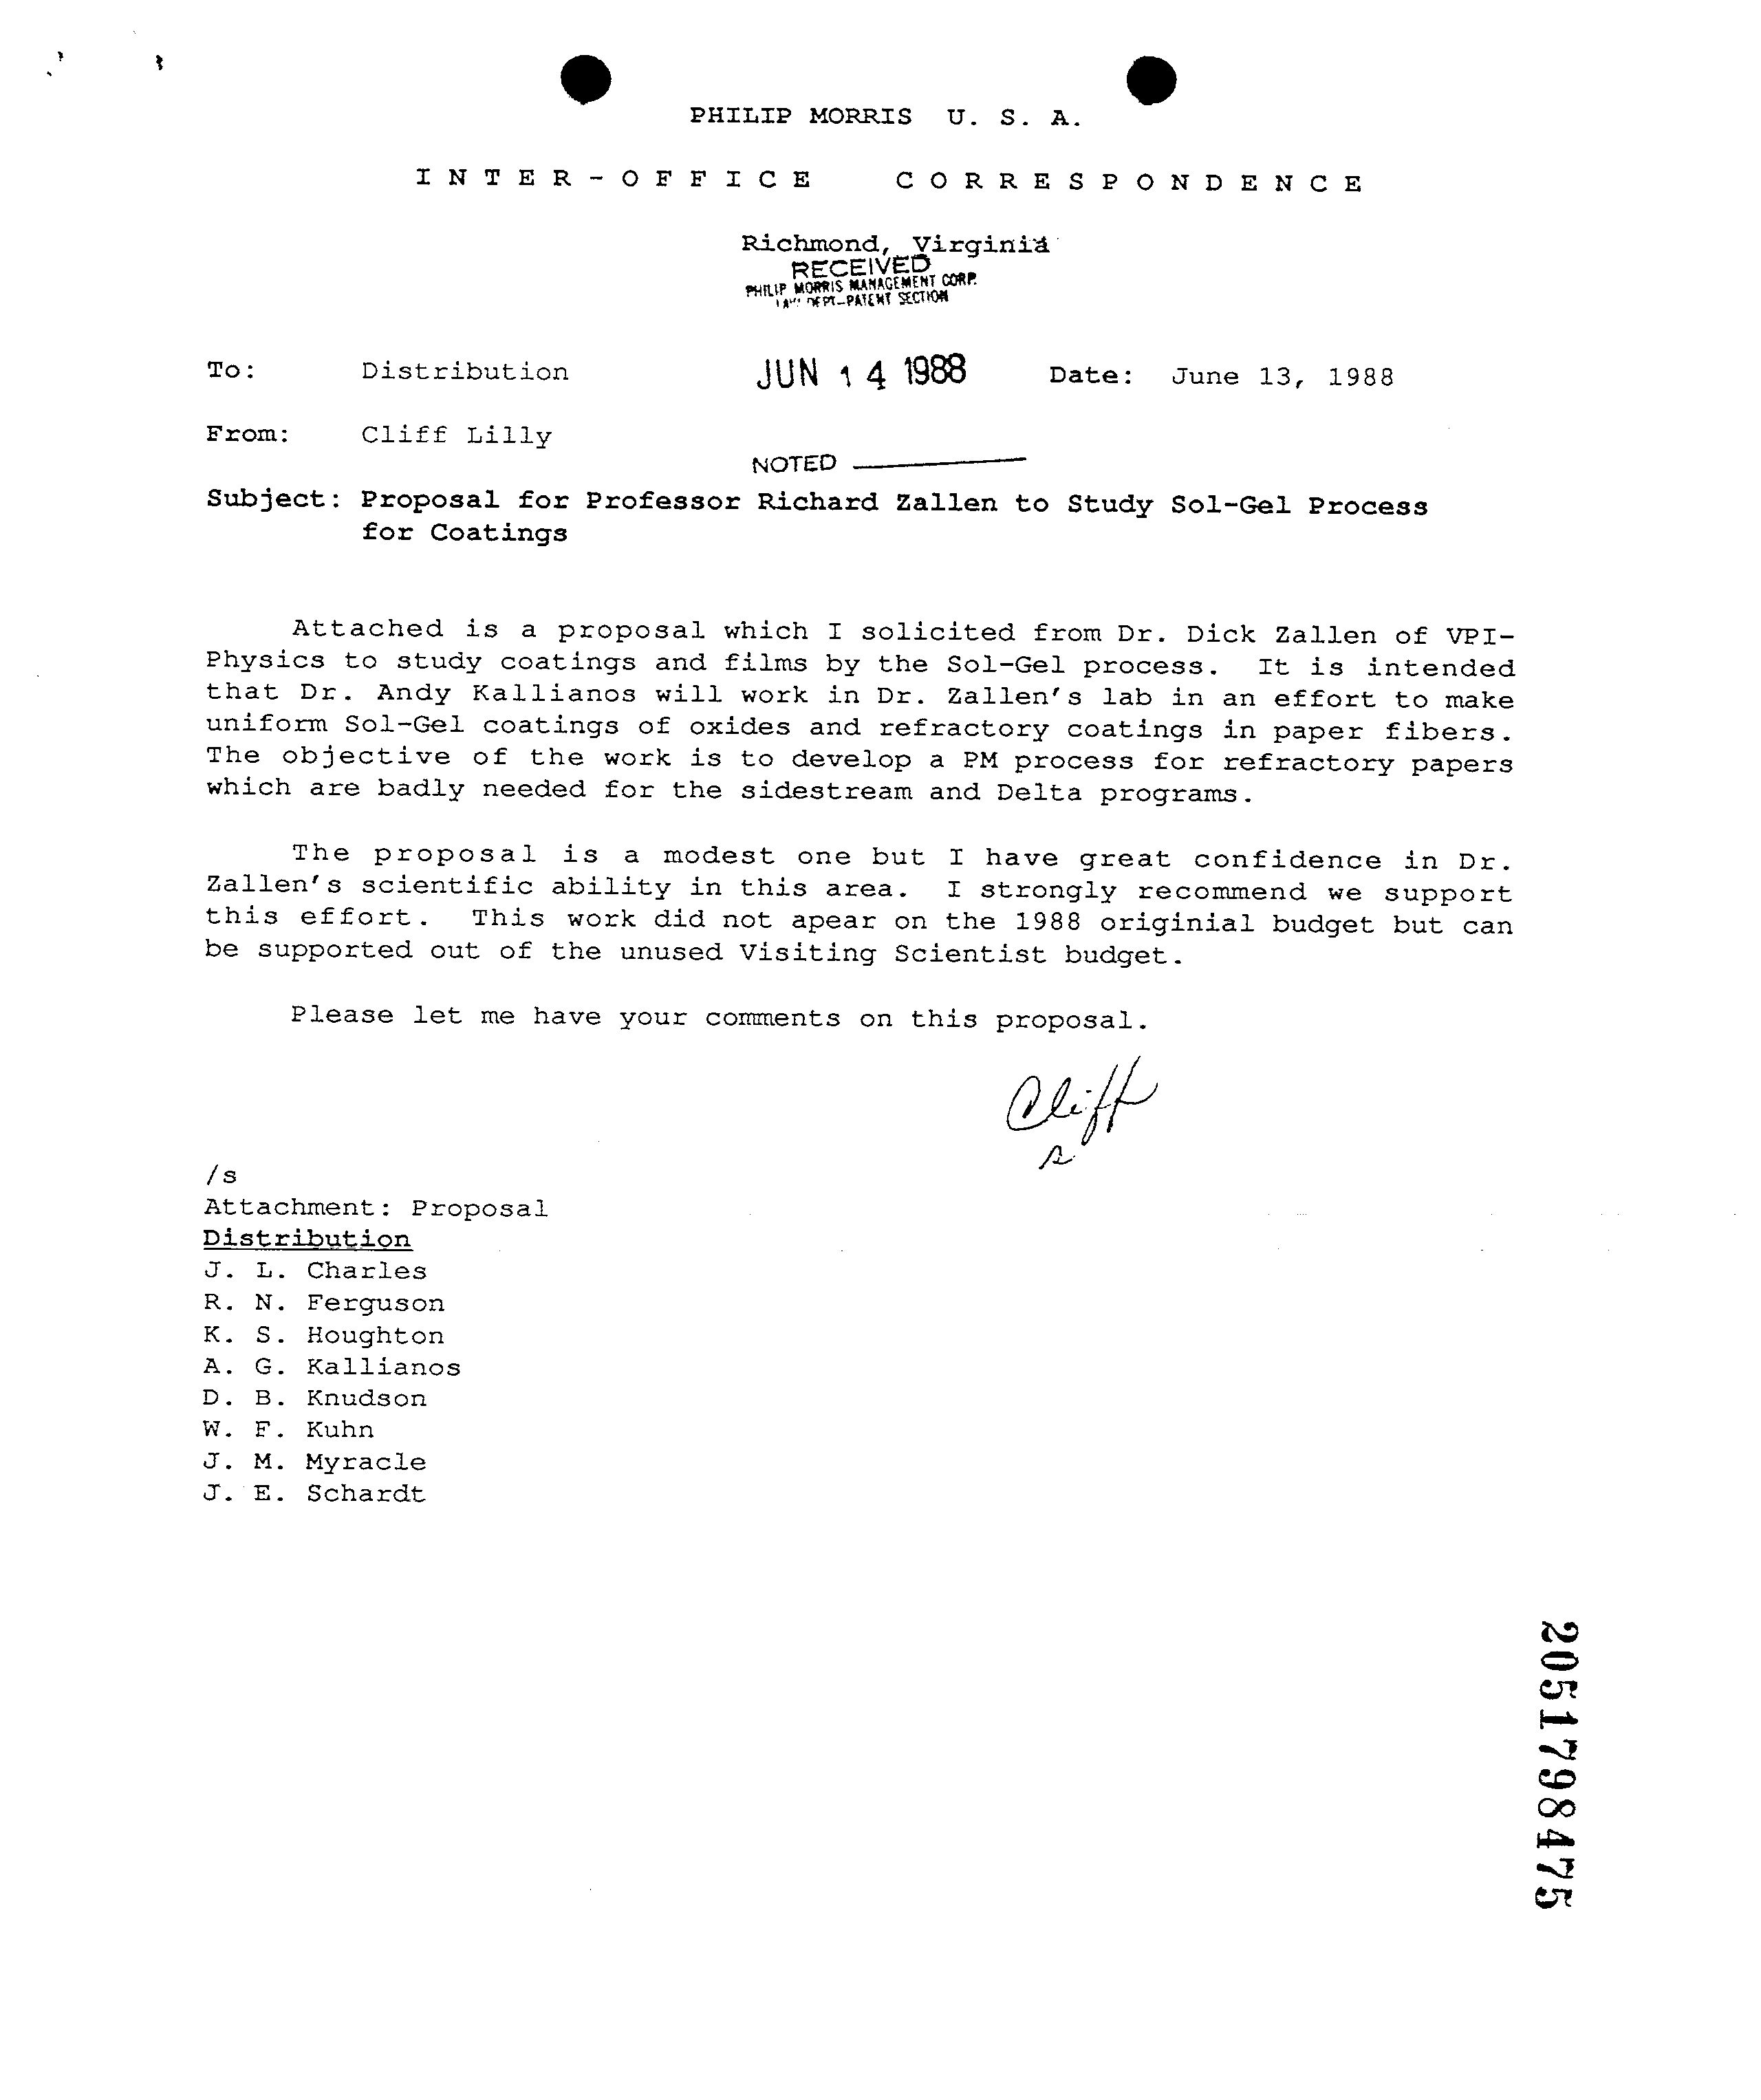 PHILIP MORRIS U. S. A.
INTER-OFFICE CORRESPONDENCE
Richmond, Virginia
RECEIVED
PHILIP MORRIS MANAGEMENT CORP.
DEPT-PATENT SECTION
To: Distribution JUN 14 1988 Date: June 13, 1988
From: Cliff Lilly
NOTED
Subject: Proposal for Professor Richard Zallen to Study Sol-Gel Process
for Coatings
Attached is a proposal which I solicited from Dr. Dick Zallen of VPI-
Physics to study coatings and films by the Sol-Gel process. It is intended
that Dr. Andy Kallianos will work in Dr. Zallen's lab in an effort to make
uniform Sol-Gel coatings of oxides and refractory coatings in paper fibers.
The objective of the work is to develop a PM process for refractory papers
which are badly needed for the sidestream and Delta programs.
The proposal is a modest one but I have great confidence in Dr.
Zallen's scientific ability in this area. I strongly recommend we support
this effort. This work did not apear on the 1988 originial budget but can
be supported out of the unused Visiting Scientist budget.
Please let me have your comments on this proposal.
Cliff
/s
Attachment: Proposal
Distribution
J. L. Charles
R. N. Ferguson
K. S. Houghton
A. G. Kallianos
D. B. Knudson
W. F. Kuhn
J. M. Myracle
J. E. Schardt
2051798475